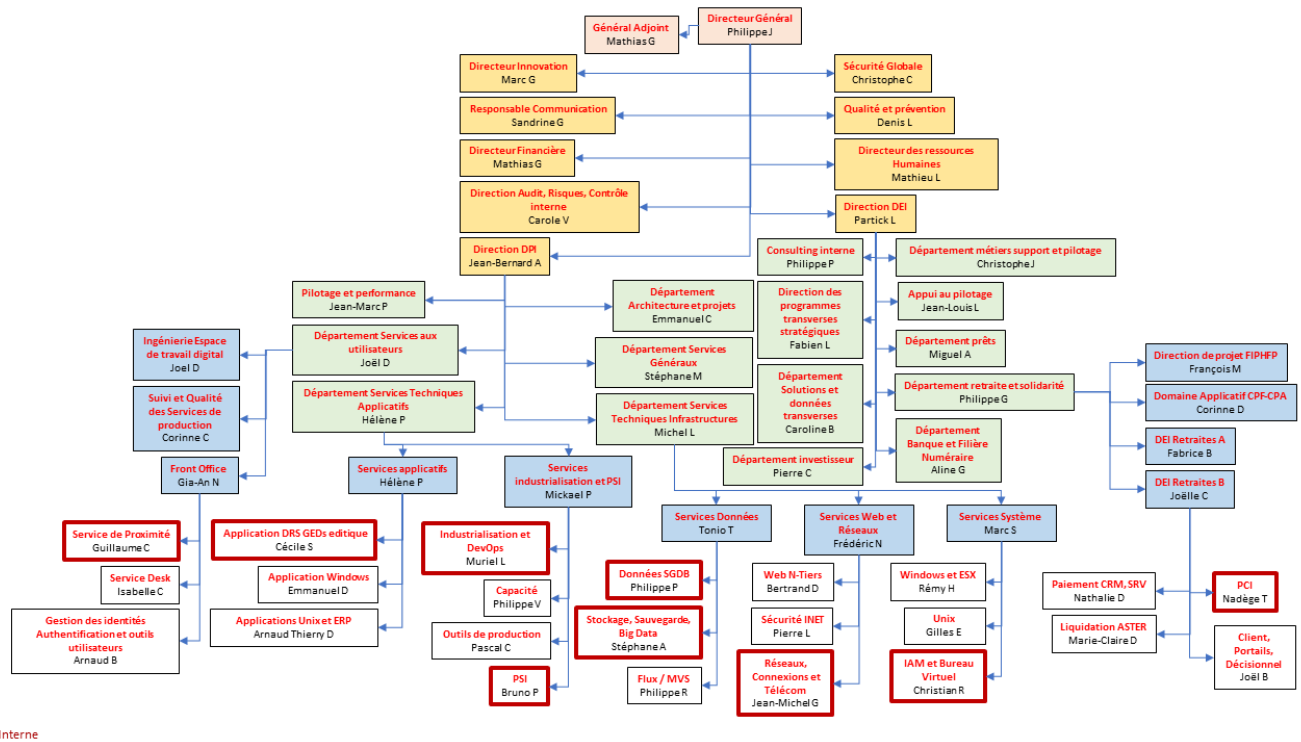 Directeur Général
Philippe J
Général Adjoint
Mathias G
Directeur Innovation
Marc G
Sécurité Globale
Christophe C
Responsable Communication
Sandrine G
Qualité et prévention
Denis L
Directeur Financière
Mathias G
Directeur des ressources
Humaines
Mathieu L
Direction Audit, Risques, Contrôle
interne
Carole V
Direction DEI
Partick L
Direction DPI
Jean-Bernard A
Consulting interne
Philippe P
Département métiers support et pilotage
Christophe J
Pilotage et performance
Jean-Marc P
Département
Architecture et projets
Emmanuel C
Direction des
programmes
transverses
stratégiques
Fabien L
Appui au pilotage
Jean-Louis L
Ingénierie Espace
de travail digital
Joel D
Département Services aux
utilisateurs
Joël D
Département Services
Généraux
Stéphane M
Département prêts
Miguel A
Direction de projet FIPHFP
François M
Suivi et Qualité
des Services de
production
Corinne C
Département Services Techniques
Applicatifs
Hélène P
Département Services
Techniques Infrastructures
Michel L
Département
Solutions et
données
transverses
Caroline B
Département retraite et solidarité
Philippe G
Domaine Applicatif CPF-CPA
Corinne D
Département
Banque et Filière
Numéraire
Aline G
DEI Retraites A
Fabrice B
Département investisseur
Pierre C
DEI Retraites B
Joëlle C
Front Office
Gia-An N
Services applicatifs
Hélène P
Services
industrialisation et PSI
Mickael P
Services Données
Tonio T
Services Web et
Réseaux
Frédéric N
Services Système
Marc S
Service de Proximité
Guillaume C
Application DRS GEDs editique
Cécile S
Industrialisation et
DevOps
Muriel L
Données SGDB
Philippe P
Web N-Tiers
Bertrand D
Windows et ESX
Rémy H
Paiement CRM, SRV
Nathalie D
PCI
Nadège T
Service Desk
Isabelle C
Application Windows
Emmanuel D
Capacité
Philippe V
Stockage, Sauvegarde,
Big Data
Stéphane A
Sécurité INET
Pierre L
Unix
Gilles E
Liquidation ASTER
Marie-Claire D
Gestion des identités
Authentification et outils
utilisateurs
Arnaud B
Applications Unix et ERP
Arnaud Thierry D
Outils de production
Pascal C
Client,
Portails,
Décisionnel
Joël B
PSI
Bruno P
Flux / MVS
Philippe R
Réseaux,
Connexions et
Télécom
Jean-Michel G
IAM et Bureau
Virtuel
Christian R
Interne